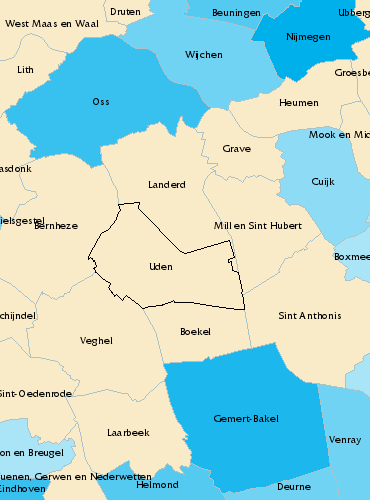 Druten
Beuningen
Ubberg
West Maas en Waal
Nijmegen
Wijchen
Lith
Groesbe
Oss
Heumen
Mook en Mid
Grave
asdonk
Landerd
Cuijk
ielsgestel
Bernheze
Mill en Sint Hubert
Boxmee
Uden
chijndel
Sint Anthonis
Boekel
Veghel
Sint-Oedenrode
Gemert-Bakel
Laarbeek
Venray
on en Breugel
uenen, Gerwen en Nederwetten
Eindhoven
Helmond
Deurne